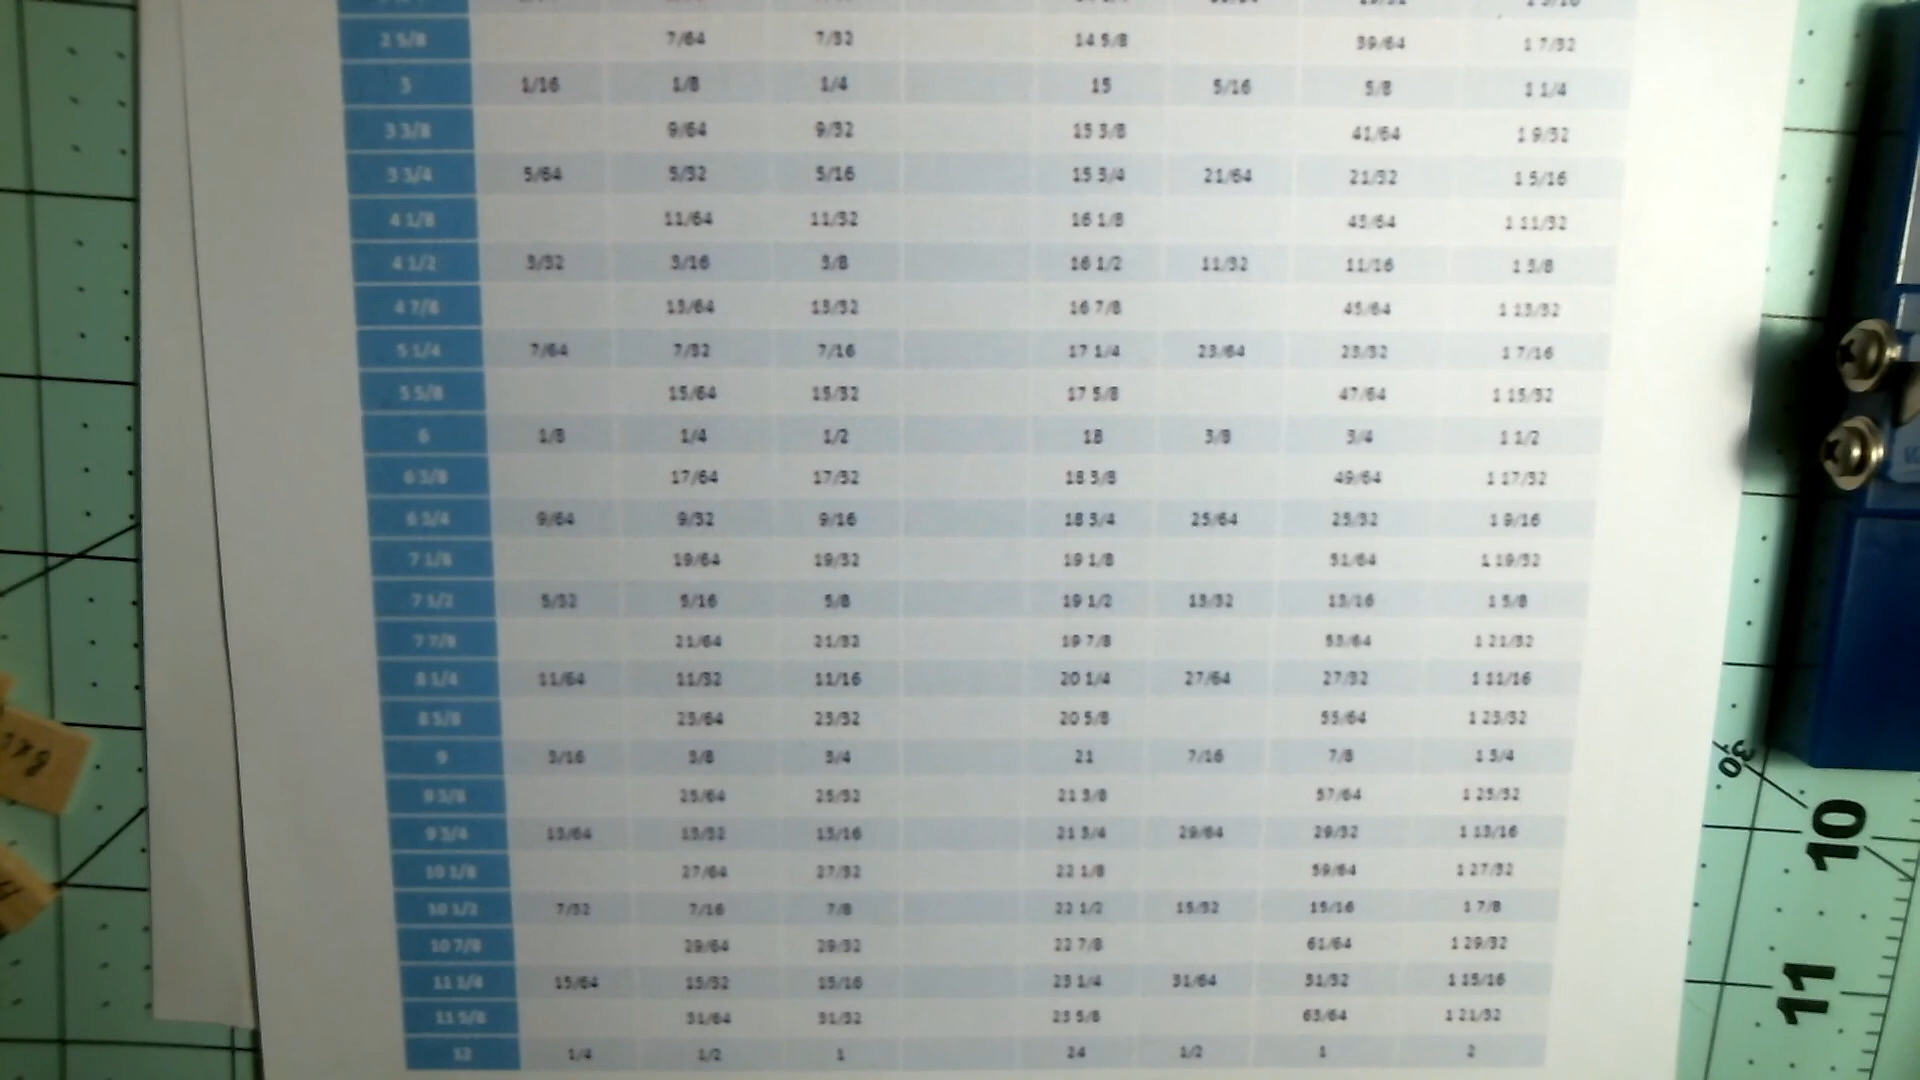 2 5/8 7/64 7/32 14 5/8 39/64 1 7/32
3 1/16 1/8 1/4 15 5/16 5/8 1 1/4
3 3/8 9/64 9/32 15 3/8 41/64 1 9/32
3 3/4 5/64 5/32 5/16 15 3/4 21/64 21/32 1 5/16
4 1/8 11/64 11/32 16 1/8 43/64 1 11/32
4 1/2 3/32 3/16 3/8 16 1/2 11/32 11/16 1 3/8
4 7/8 13/64 13/32 16 7/8 45/64 1 13/32
5 1/4 7/64 7/32 7/16 17 1/4 23/64 23/32 1 7/16
5 5/8 15/64 15/32 17 5/8 47/64 1 15/32
6 1/8 1/4 1/2 18 3/8 3/4 1 1/2
6 3/8 17/64 17/32 18 3/8 49/64 1 17/32
6 3/4 9/64 9/32 9/16 18 3/4 25/64 25/32 1 9/16
7 1/8 19/64 19/32 19 1/8 51/64 1 19/32
7 1/2 5/32 5/16 5/8 19 1/2 13/32 13/16 1 5/8
7 7/8 21/64 21/32 19 7/8 53/64 1 21/32
8 1/4 11/64 11/32 11/16 20 1/4 27/64 27/32 1 11/16
8 5/8 23/64 23/32 20 5/8 55/64 1 23/32
9 3/16 3/8 3/4 21 7/16 7/8 1 3/4
9 3/8 25/64 25/32 21 3/8 57/64 1 25/32
9 3/4 13/64 13/32 13/16 21 3/4 29/64 29/32 1 13/16
10 1/8 27/64 27/32 22 1/8 59/64 1 27/32
10 1/2 7/32 7/16 7/8 22 1/2 15/32 15/16 1 7/8
10 7/8 29/64 29/32 22 7/8 61/64 1 29/32
11 1/4 15/64 15/32 15/16 23 1/4 31/64 31/32 1 15/16
11 5/8 31/64 31/32 23 5/8 63/64 1 21/32
12 1/4 1/2 1 24 1/2 1 2
30
10
11